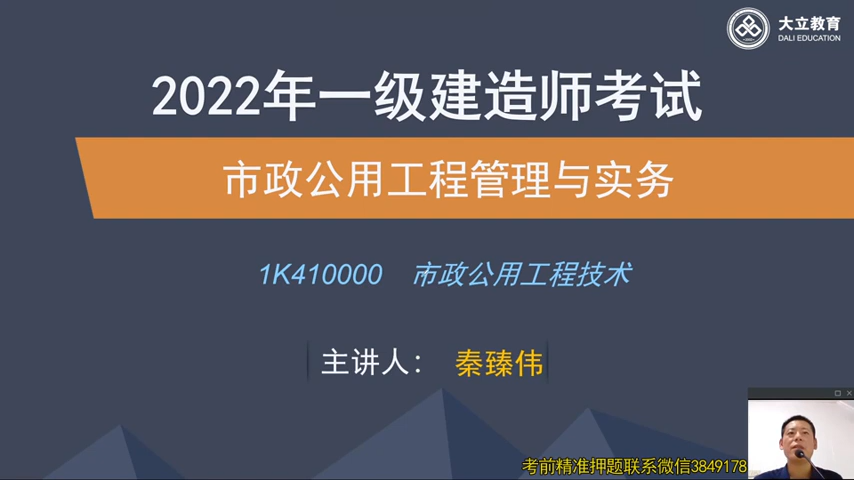 大立教育
DALI EDUCATION
2022年一级建造师考试
市政公用工程管理与实务
1K410000 市政公用工程技术
主讲人： 秦臻伟
考前精准押题联系微信3849178